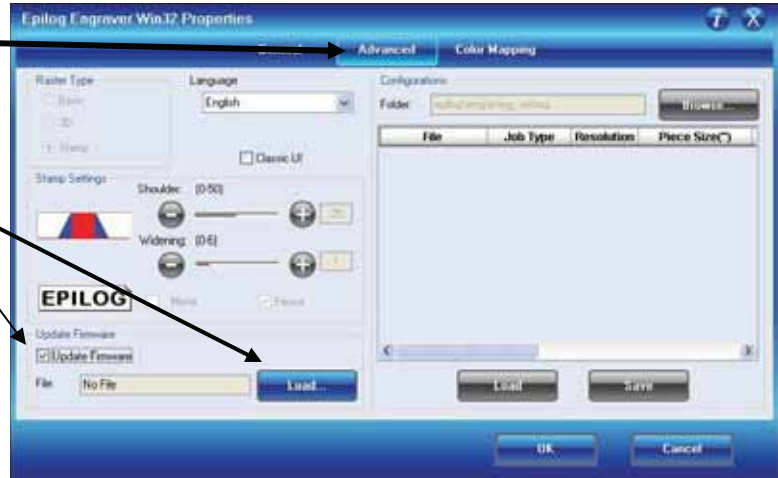 Epilog Engraver Win32 Properties
General Advanced Color Mapping
Raster Type
Basic
3D
Stamp
Language
English
Classic UI
Stamp Settings
Shoulder: (0-50)
Widening: (0-6)
EPILOG
Mirror
Fence
Update Firmware
Update Firmware
File: No File Load...
Configurations
Folder: Browse...
File Job Type Resolution Piece Size(")
Load Save
OK Cancel